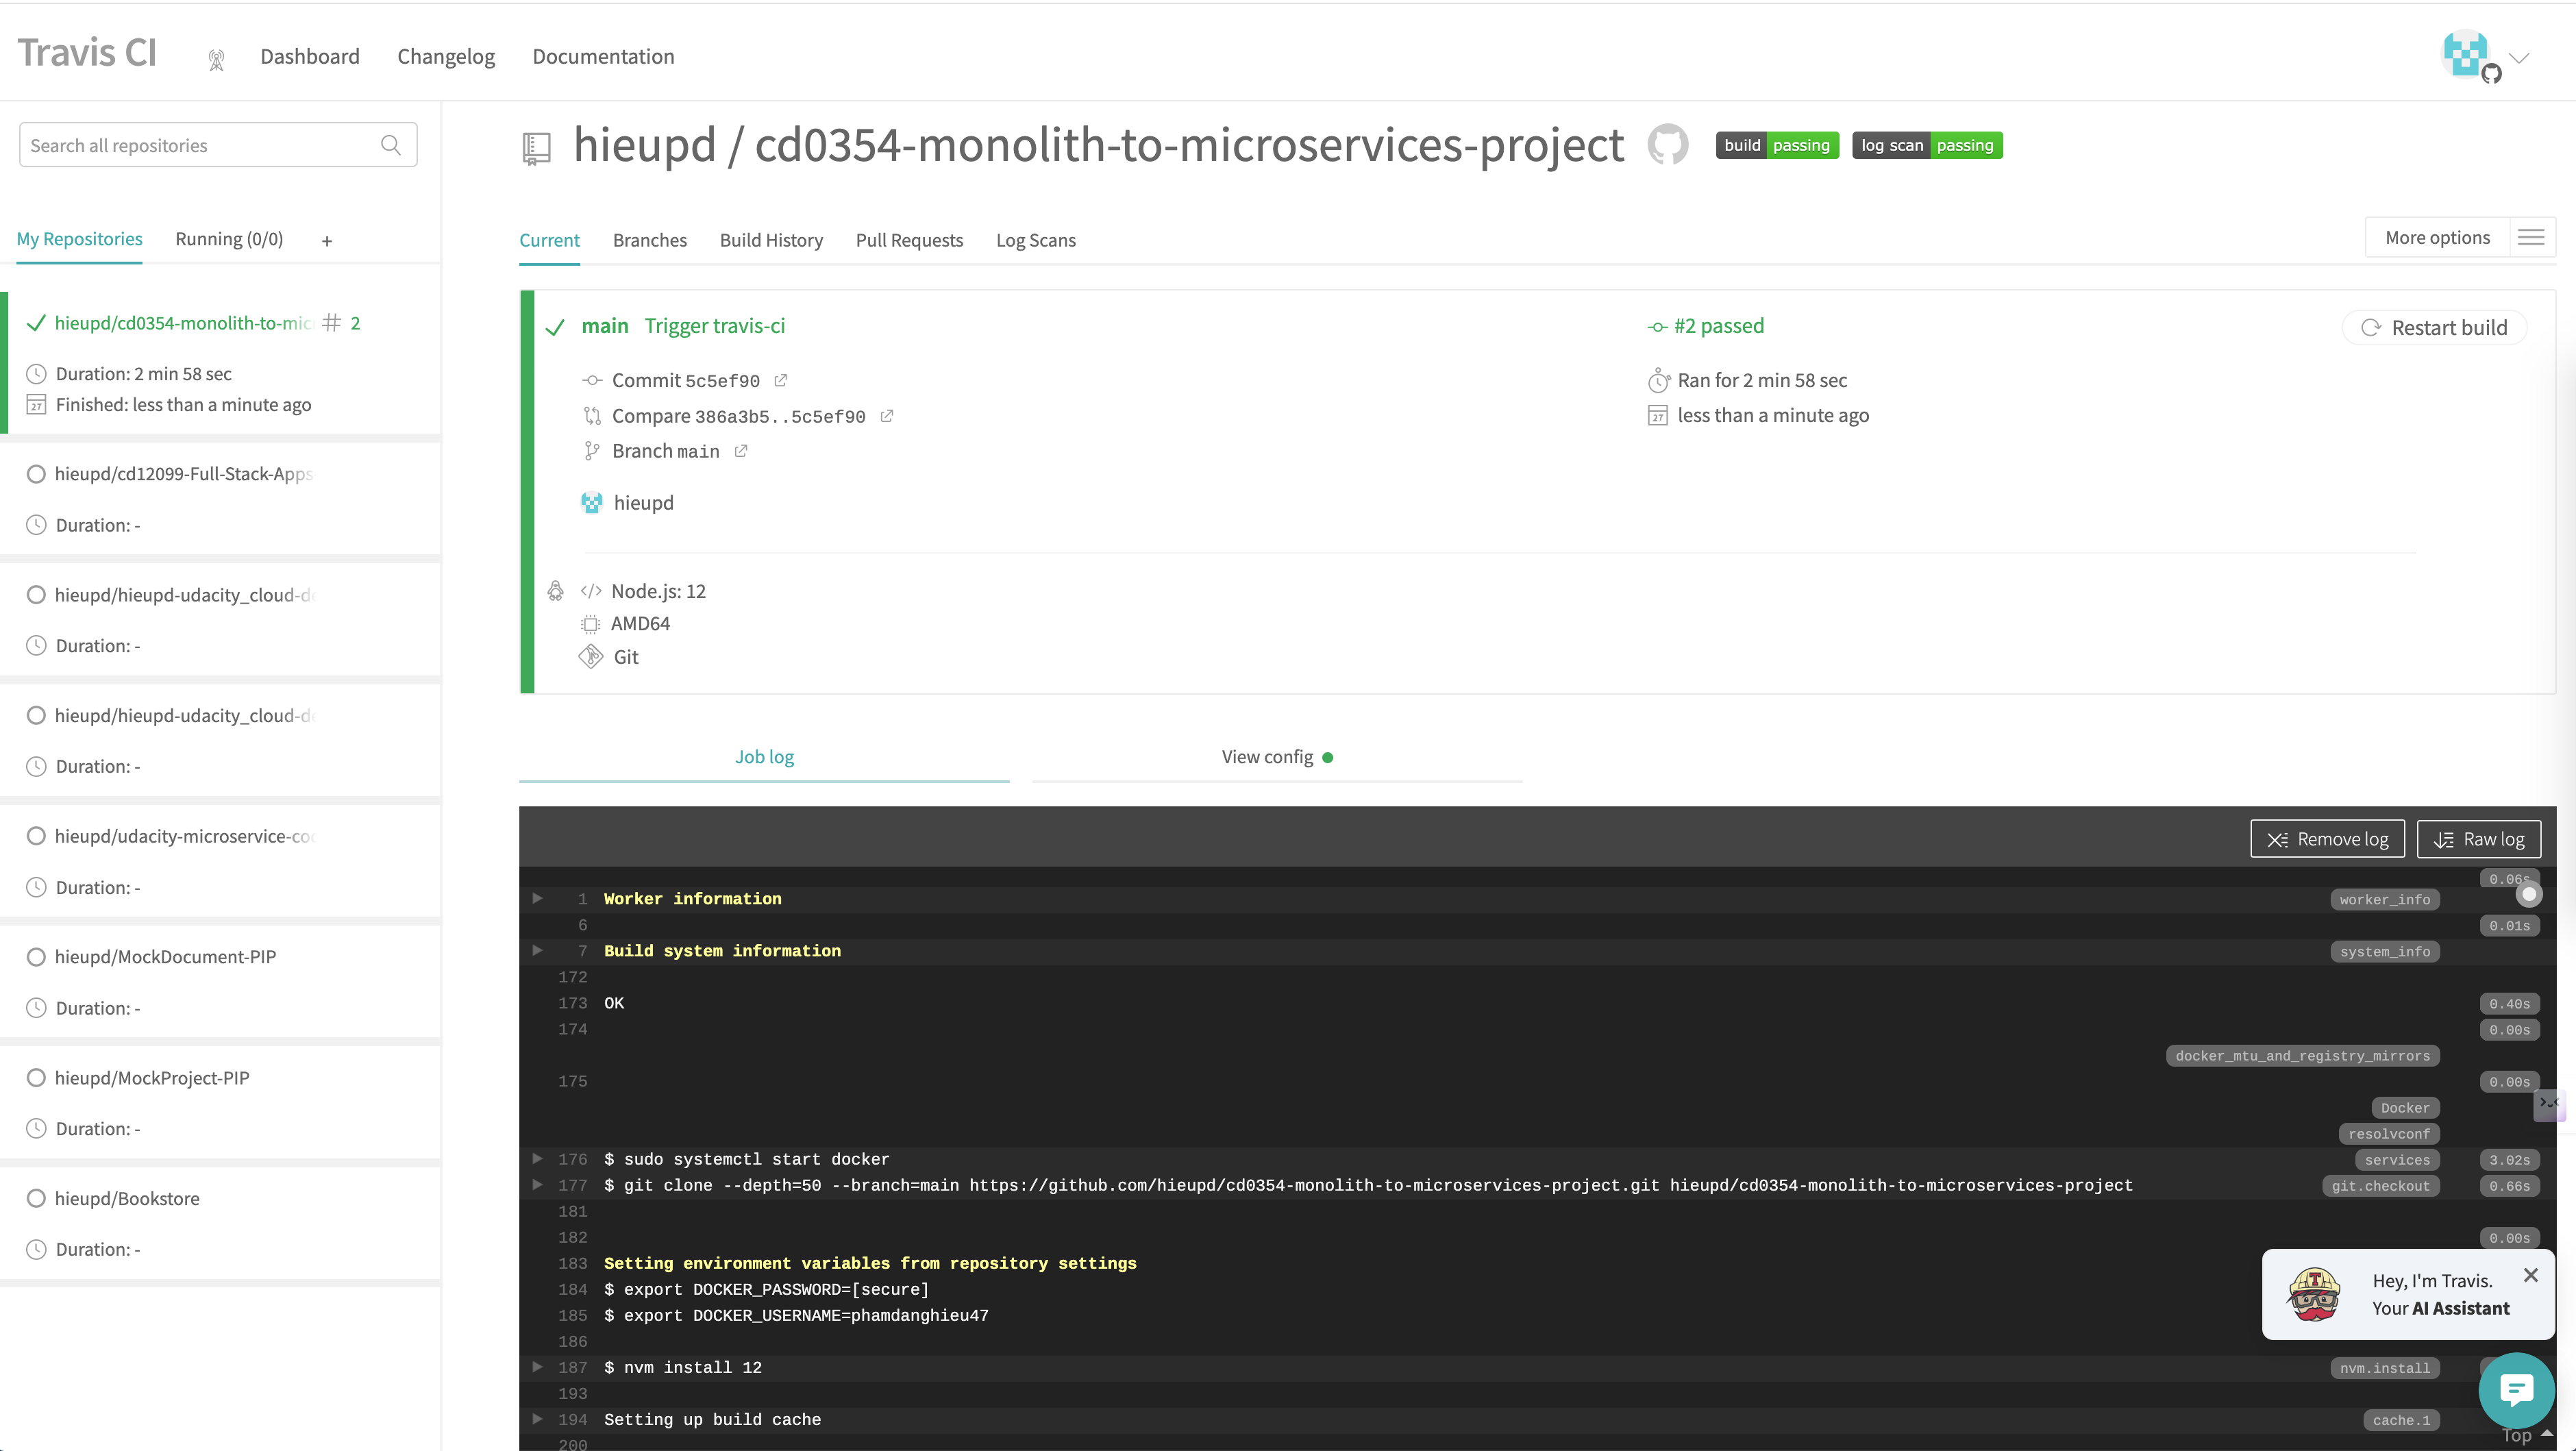 Travis CI
Dashboard
Changelog
Documentation
Search all repositories
My Repositories
Running (0/0)
+
hieupd/cd0354-monolith-to-mic
# 2
Duration: 2 min 58 sec
Finished: less than a minute ago
hieupd/cd12099-Full-Stack-Apps
Duration: -
hieupd/hieupd-udacity_cloud-de
Duration: -
hieupd/hieupd-udacity_cloud-de
Duration: -
hieupd/udacity-microservice-coc
Duration: -
hieupd/MockDocument-PIP
Duration: -
hieupd/MockProject-PIP
Duration: -
hieupd/Bookstore
Duration: -
hieupd / cd0354-monolith-to-microservices-project
build passing
log scan passing
Current
Branches
Build History
Pull Requests
Log Scans
More options
main Trigger travis-ci
#2 passed
Restart build
Commit 5c5ef90
Ran for 2 min 58 sec
Compare 386a3b5..5c5ef90
less than a minute ago
Branch main
hieupd
Node.js: 12
AMD64
Git
Job log
View config
Remove log
Raw log
0.06s
1 Worker information worker_info
6 0.01s
7 Build system information system_info
172
173 OK 0.40s
174 0.00s
docker_mtu_and_registry_mirrors
175 0.00s
Docker
resolvconf
176 $ sudo systemctl start docker services 3.02s
177 $ git clone --depth=50 --branch=main https://github.com/hieupd/cd0354-monolith-to-microservices-project.git hieupd/cd0354-monolith-to-microservices-project git.checkout 0.66s
181
182 0.00s
183 Setting environment variables from repository settings
184 $ export DOCKER_PASSWORD=[secure]
185 $ export DOCKER_USERNAME=phamdanghieu47
186
187 $ nvm install 12 nvm.install
193
194 Setting up build cache cache.1
200
Hey, I'm Travis.
Your AI Assistant
Top